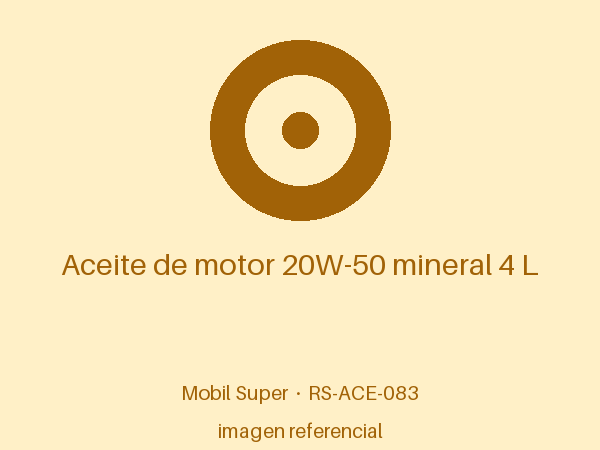 Aceite de motor 20W-50 mineral 4 L
Mobil Super · RS-ACE-083
imagen referencial